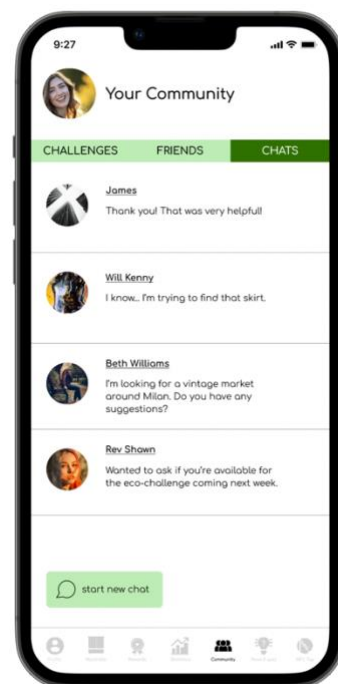 9:27
Your Community
CHALLENGES FRIENDS CHATS
James
Thank you! That was very helpful!
Will Kenny
I know... I'm trying to find that skirt.
Beth Williams
I'm looking for a vintage market
around Milan. Do you have any
suggestions?
Rev Shawn
Wanted to ask if you're available for
the eco-challenge coming next week.
start new chat
Community